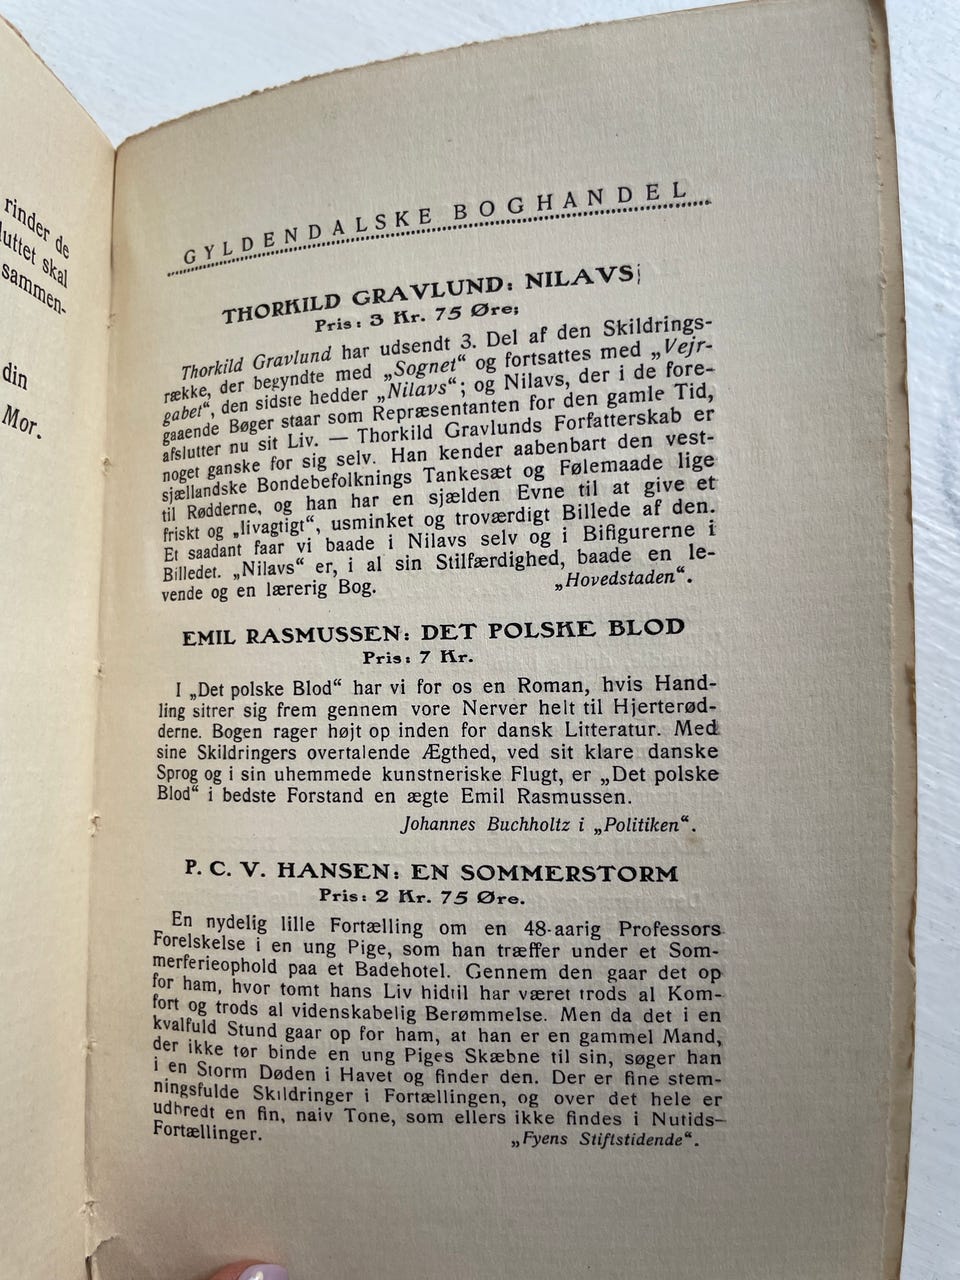 rinder de
luttet skal
sammen-
din
Mor.
GYLDENDALSKE BOGHANDEL
THORKILD GRAVLUND: NILAVS;
Pris: 3 Kr. 75 Øre;
Thorkild Gravlund har udsendt 3. Del af den Skildrings-
række, der begyndte med „Sognet“ og fortsattes med „Vejr-
gabet“, den sidste hedder „Nilavs“; og Nilavs, der i de fore-
gaaende Bøger staar som Repræsentanten for den gamle Tid,
afslutter nu sit Liv. — Thorkild Gravlunds Forfatterskab er
noget ganske for sig selv. Han kender aabenbart den vest-
sjællandske Bondebefolknings Tankesæt og Følemaade lige
til Rødderne, og han har en sjælden Evne til at give et
friskt og „livagtigt“, usminket og troværdigt Billede af den.
Et saadant faar vi baade i Nilavs selv og i Bifigurerne i
Billedet. „Nilavs“ er, i al sin Stilfærdighed, baade en le-
vende og en lærerig Bog. „Hovedstaden“.
EMIL RASMUSSEN: DET POLSKE BLOD
Pris: 7 Kr.
I „Det polske Blod“ har vi for os en Roman, hvis Hand-
ling sitrer sig frem gennem vore Nerver helt til Hjerterød-
derne. Bogen rager højt op inden for dansk Litteratur. Med
sine Skildringers overtalende Ægthed, ved sit klare danske
Sprog og i sin uhemmede kunstneriske Flugt, er „Det polske
Blod“ i bedste Forstand en ægte Emil Rasmussen.
Johannes Buchholtz i „Politiken“.
P. C. V. HANSEN: EN SOMMERSTORM
Pris: 2 Kr. 75 Øre.
En nydelig lille Fortælling om en 48-aarig Professors
Forelskelse i en ung Pige, som han træffer under et Som-
merferieophold paa et Badehotel. Gennem den gaar det op
for ham, hvor tomt hans Liv hidtil har været trods al Kom-
fort og trods al videnskabelig Berømmelse. Men da det i en
kvalfuld Stund gaar op for ham, at han er en gammel Mand,
der ikke tør binde en ung Piges Skæbne til sin, søger han
i en Storm Døden i Havet og finder den. Der er fine stem-
ningsfulde Skildringer i Fortællingen, og over det hele er
udbredt en fin, naiv Tone, som ellers ikke findes i Nutids-
Fortællinger. „Fyens Stiftstidende“.